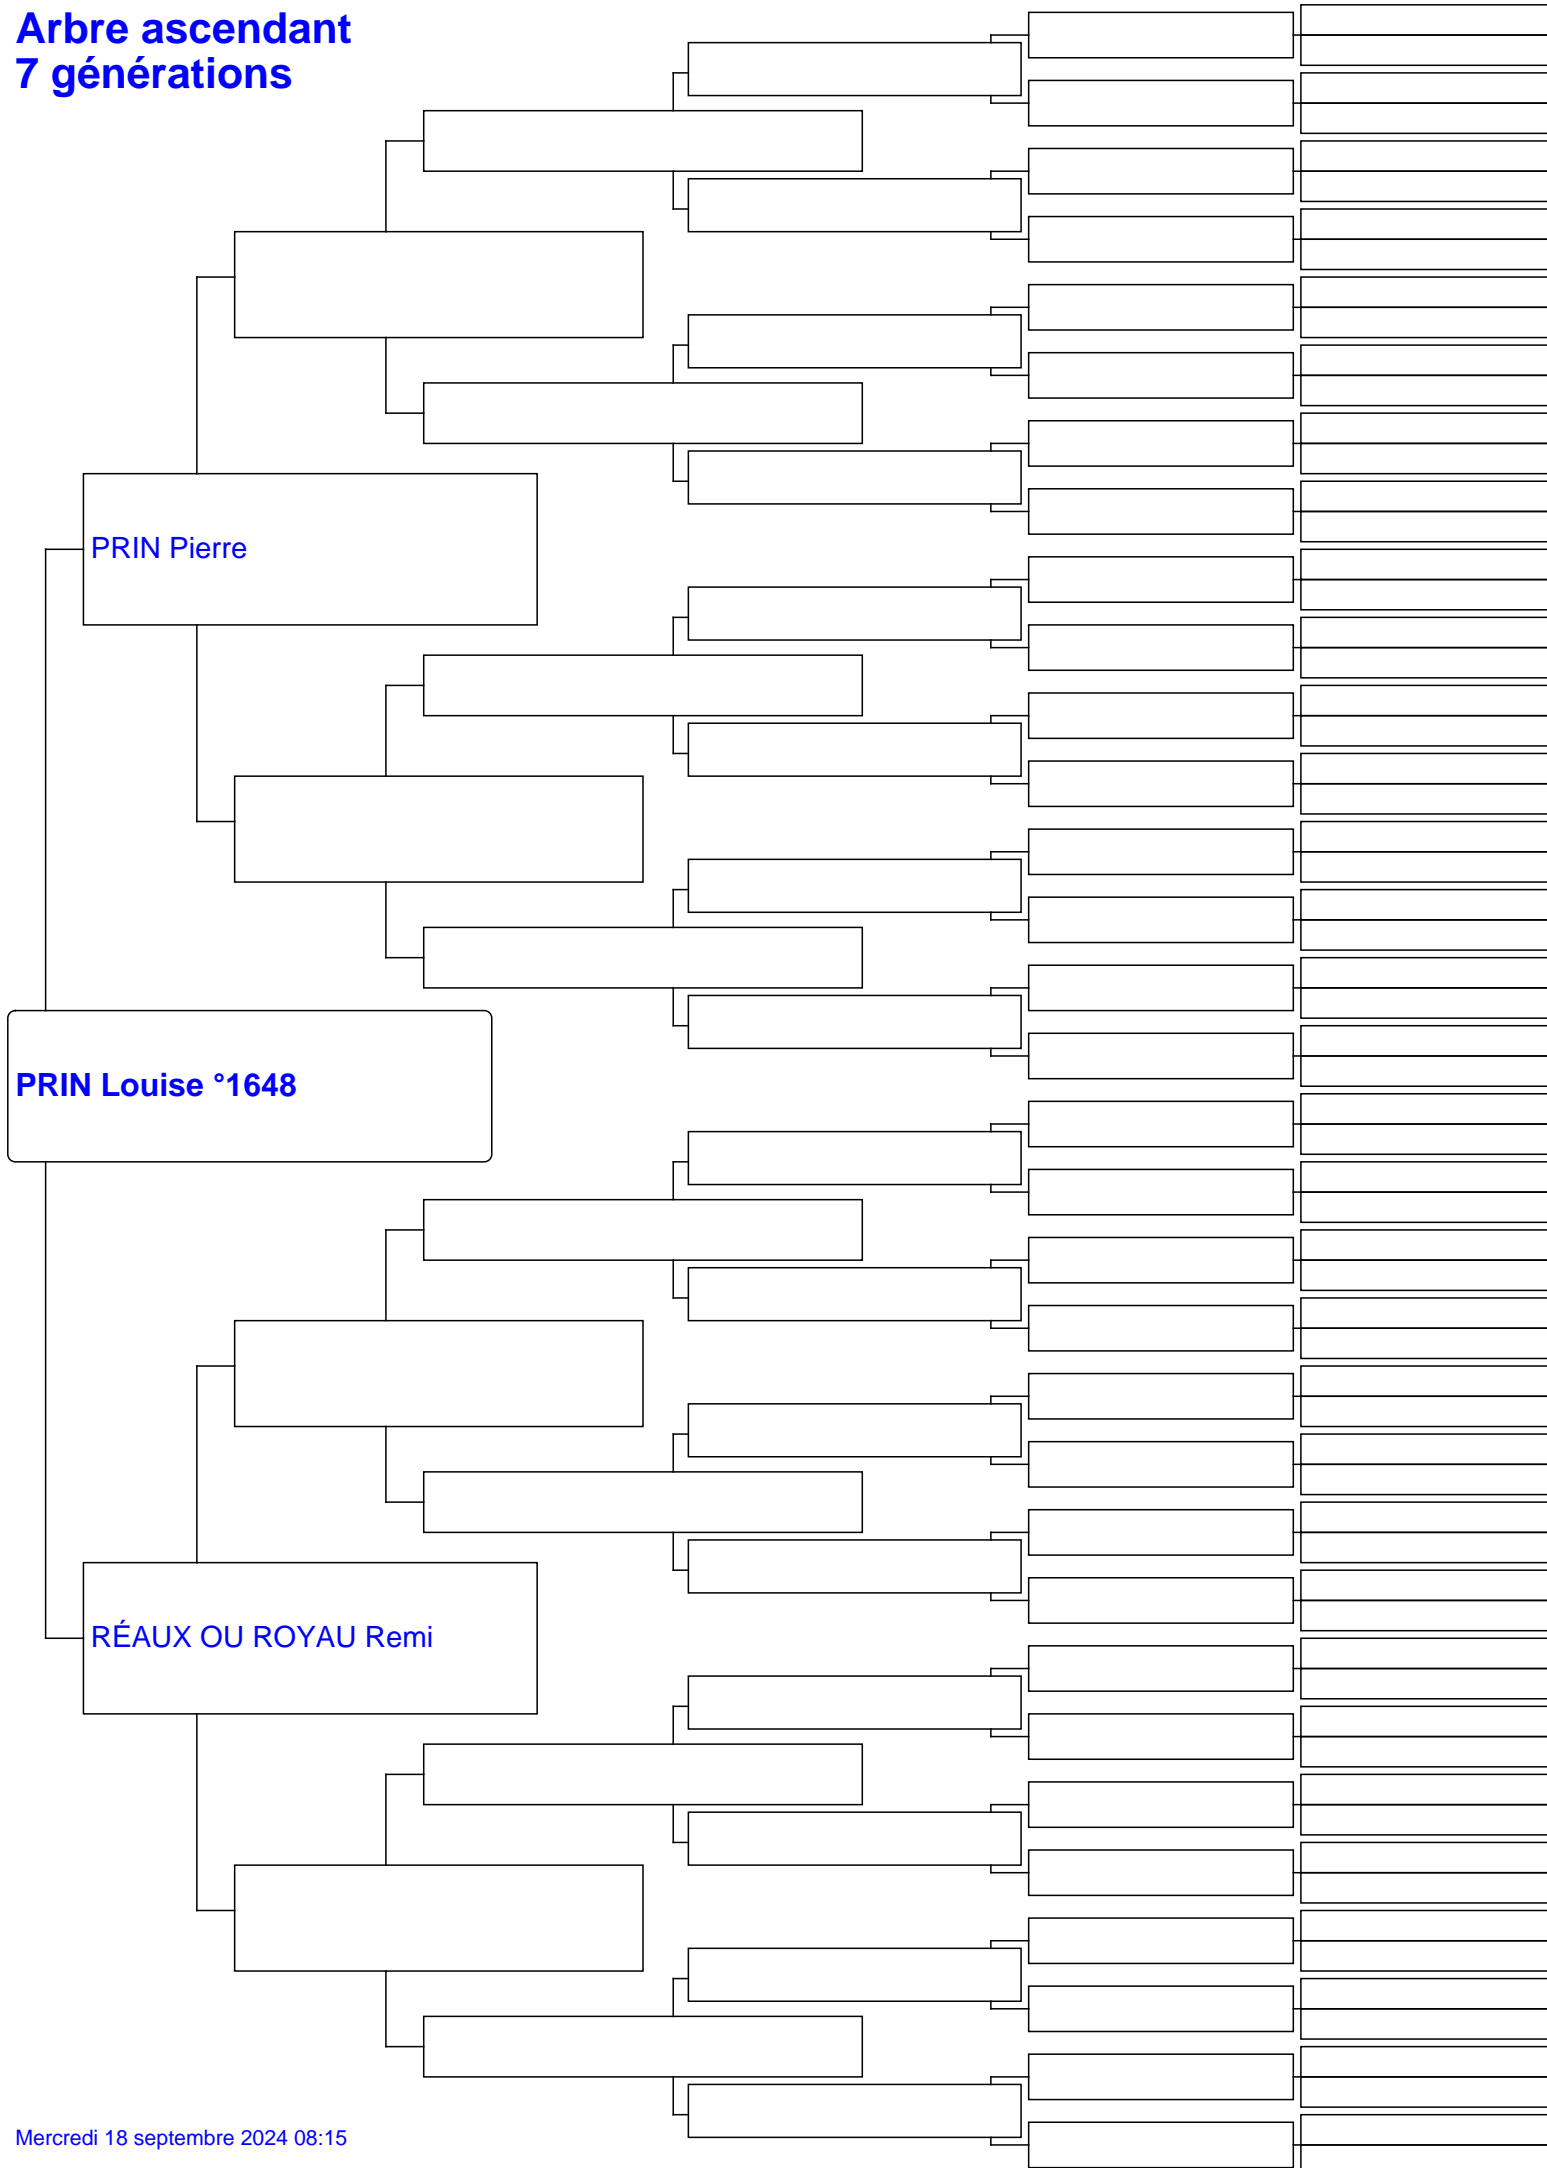 Arbre ascendant
7 générations
PRIN Pierre
PRIN Louise °1648
RÉAUX OU ROYAU Remi
Mercredi 18 septembre 2024 08:15